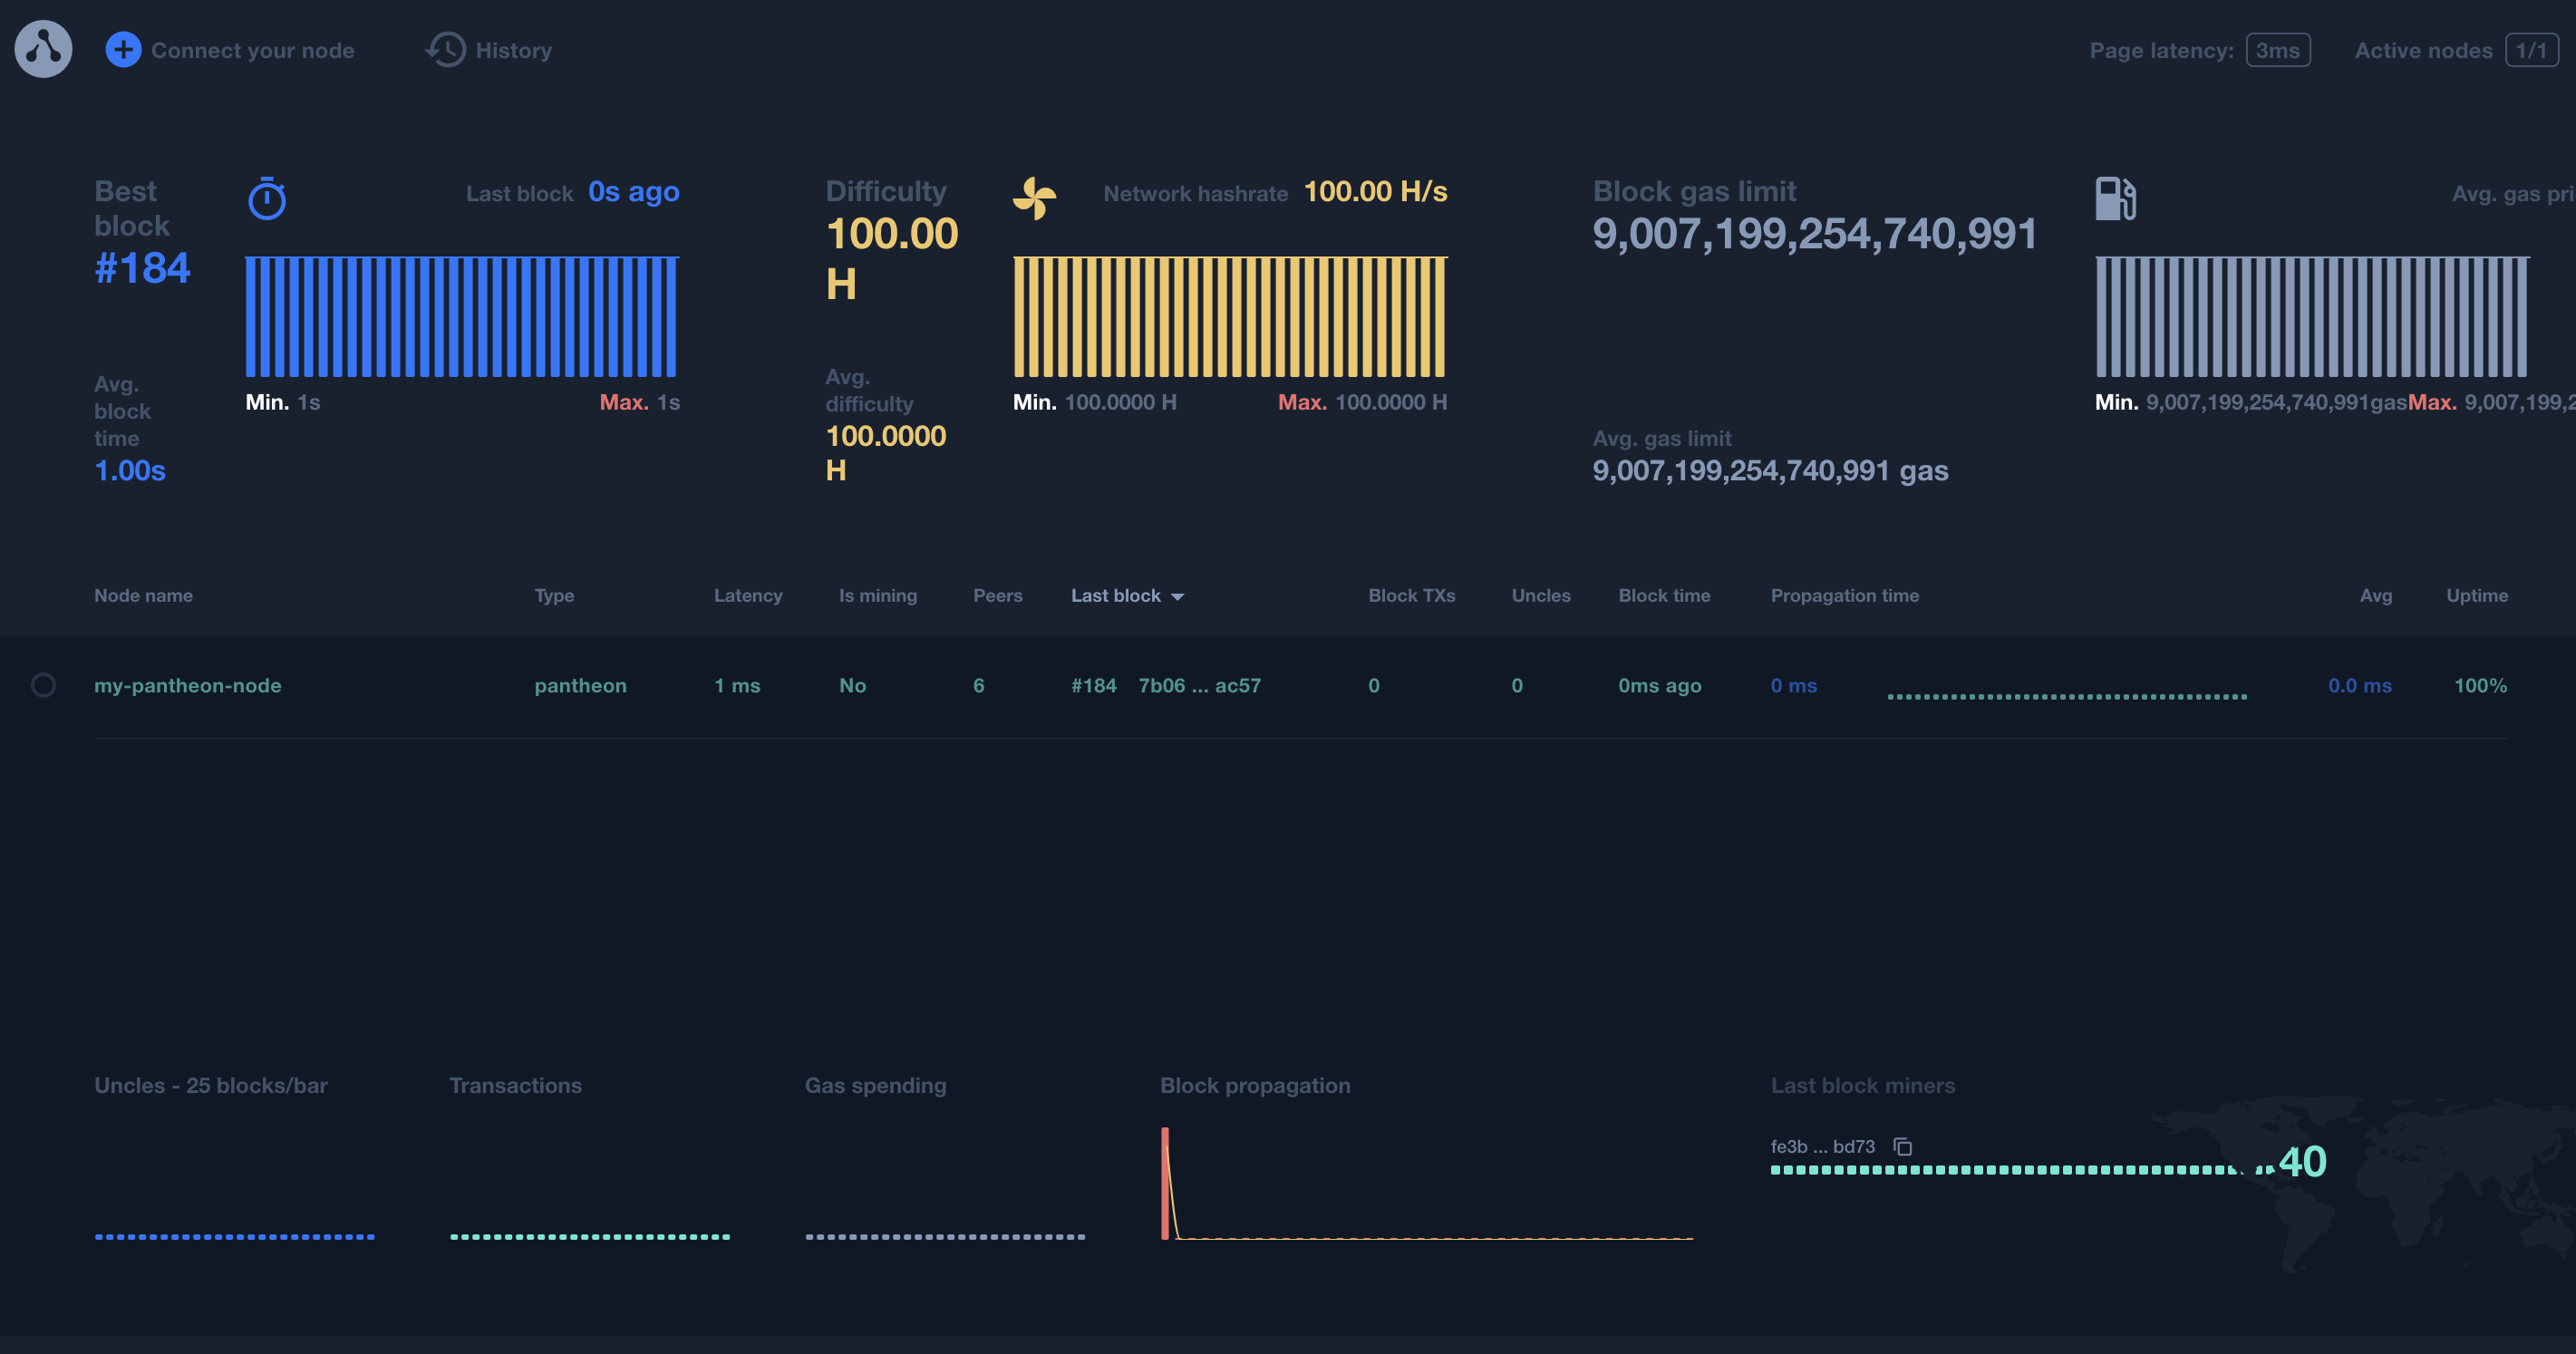 Connect your node
History
Page latency: 3ms
Active nodes 1/1
Best
block
#184
Last block 0s ago
Avg.
block
time
1.00s
Min. 1s
Max. 1s
Difficulty
100.00
H
Network hashrate 100.00 H/s
Avg.
difficulty
100.0000
H
Min. 100.0000 H
Max. 100.0000 H
Block gas limit
9,007,199,254,740,991
Avg. gas limit
9,007,199,254,740,991 gas
Avg. gas pri
Min. 9,007,199,254,740,991gasMax. 9,007,199,2
Node name Type Latency Is mining Peers Last block Block TXs Uncles Block time Propagation time Avg Uptime
my-pantheon-node pantheon 1 ms No 6 #184 7b06 ... ac57 0 0 0ms ago 0 ms 0.0 ms 100%
Uncles - 25 blocks/bar
Transactions
Gas spending
Block propagation
Last block miners
fe3b ... bd73
40